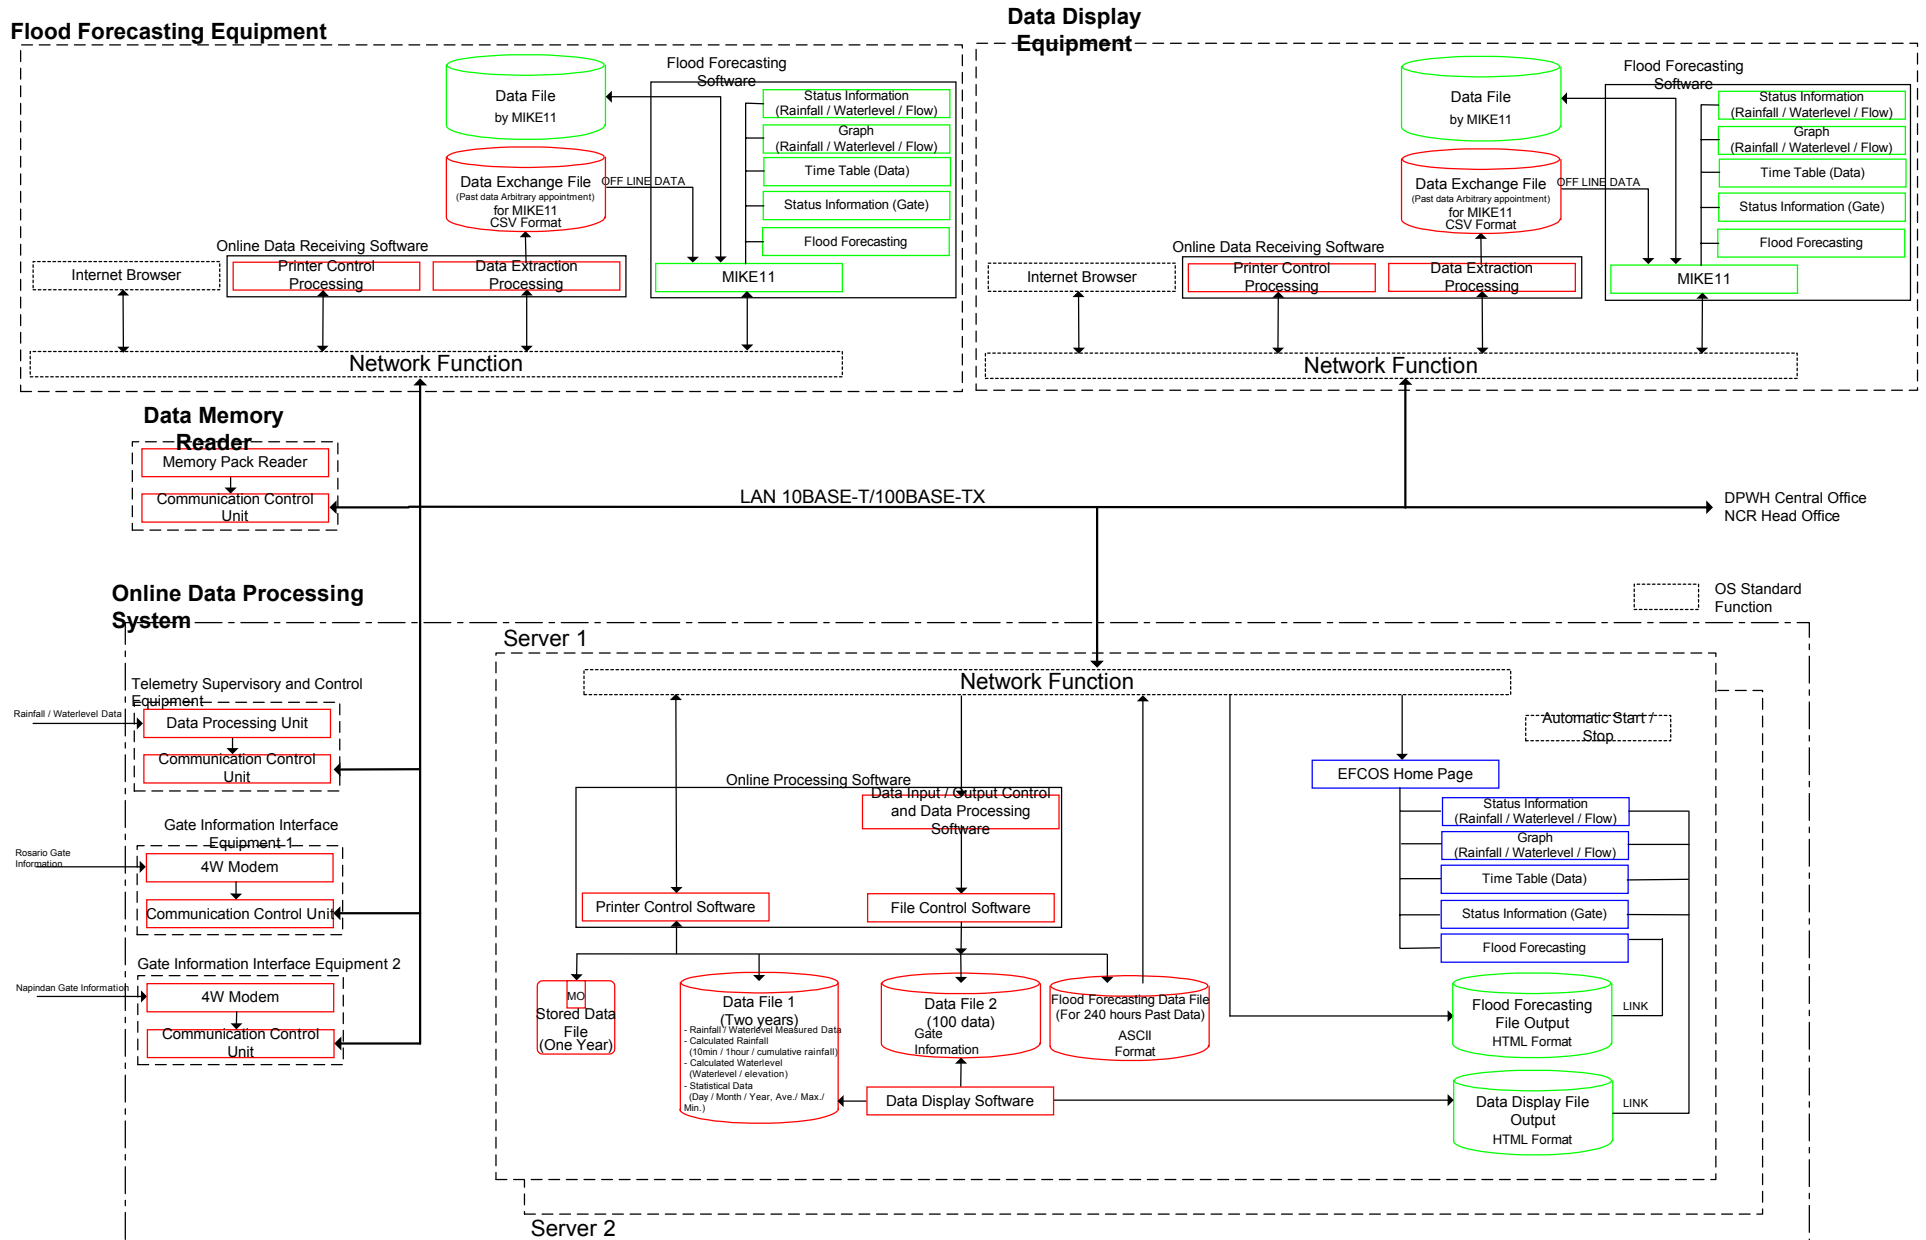 Flood Forecasting Equipment
Data File
by MIKE11
Data Exchange File
(Past data Arbitrary appointment)
for MIKE11
CSV Format
OFF LINE DATA
Flood Forecasting
Software
Status Information
(Rainfall / Waterlevel / Flow)
Graph
(Rainfall / Waterlevel / Flow)
Time Table (Data)
Status Information (Gate)
Flood Forecasting
MIKE11
Online Data Receiving Software
Internet Browser
Printer Control
Processing
Data Extraction
Processing
Network Function
Data Display
Equipment
Data File
by MIKE11
Data Exchange File
(Past data Arbitrary appointment)
for MIKE11
CSV Format
OFF LINE DATA
Flood Forecasting
Software
Status Information
(Rainfall / Waterlevel / Flow)
Graph
(Rainfall / Waterlevel / Flow)
Time Table (Data)
Status Information (Gate)
Flood Forecasting
MIKE11
Online Data Receiving Software
Internet Browser
Printer Control
Processing
Data Extraction
Processing
Network Function
Data Memory
Reader
Memory Pack Reader
Communication Control
Unit
LAN 10BASE-T/100BASE-TX
DPWH Central Office
NCR Head Office
OS Standard
Function
Online Data Processing
System
Telemetry Supervisory and Control
Equipment
Rainfall / Waterlevel Data
Data Processing Unit
Communication Control
Unit
Gate Information Interface
Equipment 1
Rosario Gate
Information
4W Modem
Communication Control Unit
Gate Information Interface Equipment 2
Napindan Gate Information
4W Modem
Communication Control
Unit
Server 1
Network Function
Automatic Start /
Stop
Online Processing Software
Data Input / Output Control
and Data Processing
Software
Printer Control Software
File Control Software
EFCOS Home Page
Status Information
(Rainfall / Waterlevel / Flow)
Graph
(Rainfall / Waterlevel / Flow)
Time Table (Data)
Status Information (Gate)
Flood Forecasting
MO
Stored Data
File
(One Year)
Data File 1
(Two years)
- Rainfall / Waterlevel Measured Data
- Calculated Rainfall
(10min / 1hour / cumulative rainfall)
- Calculated Waterlevel
(Waterlevel / elevation)
- Statistical Data
(Day / Month / Year, Ave./ Max./
Min.)
Data File 2
(100 data)
Gate
Information
Flood Forecasting Data File
(For 240 hours Past Data)
ASCII
Format
Data Display Software
Flood Forecasting
File Output
HTML Format
LINK
Data Display File
Output
HTML Format
LINK
Server 2